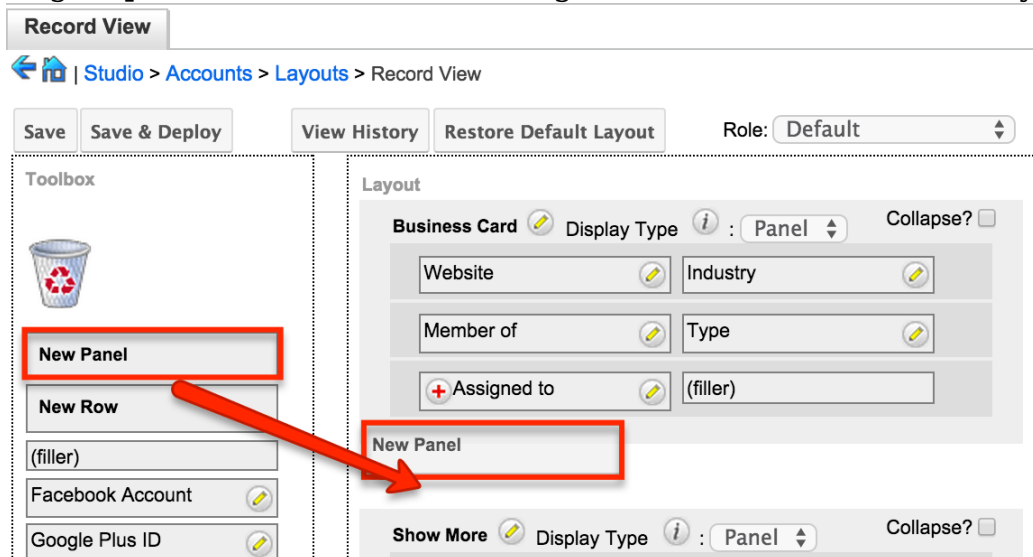 Record View
| Studio > Accounts > Layouts > Record View
Save Save & Deploy View History Restore Default Layout Role: Default
Toolbox
Layout
Business Card Display Type i : Panel Collapse?
Website Industry
Member of Type
Assigned to (filler)
New Panel
New Row
(filler)
Facebook Account
Google Plus ID
New Panel
Show More Display Type i : Panel Collapse?